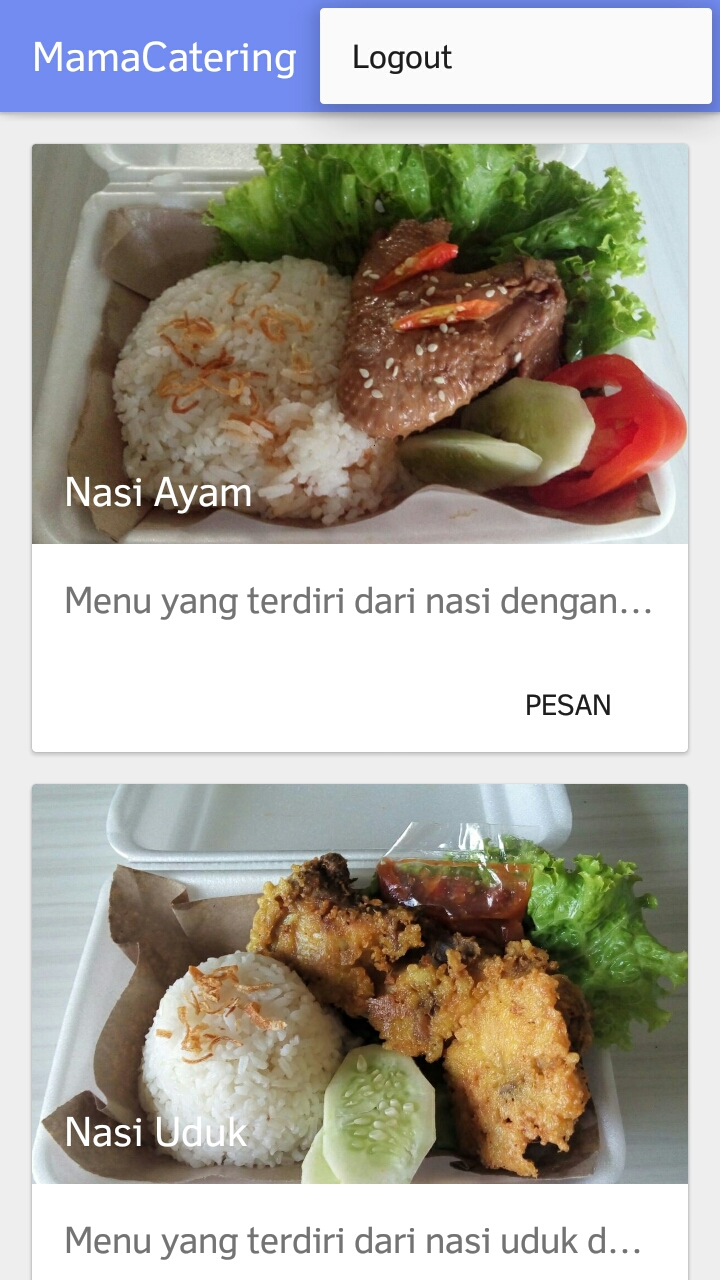 MamaCatering
Logout
Nasi Ayam
Menu yang terdiri dari nasi dengan...
PESAN
Nasi Uduk
Menu yang terdiri dari nasi uduk d...